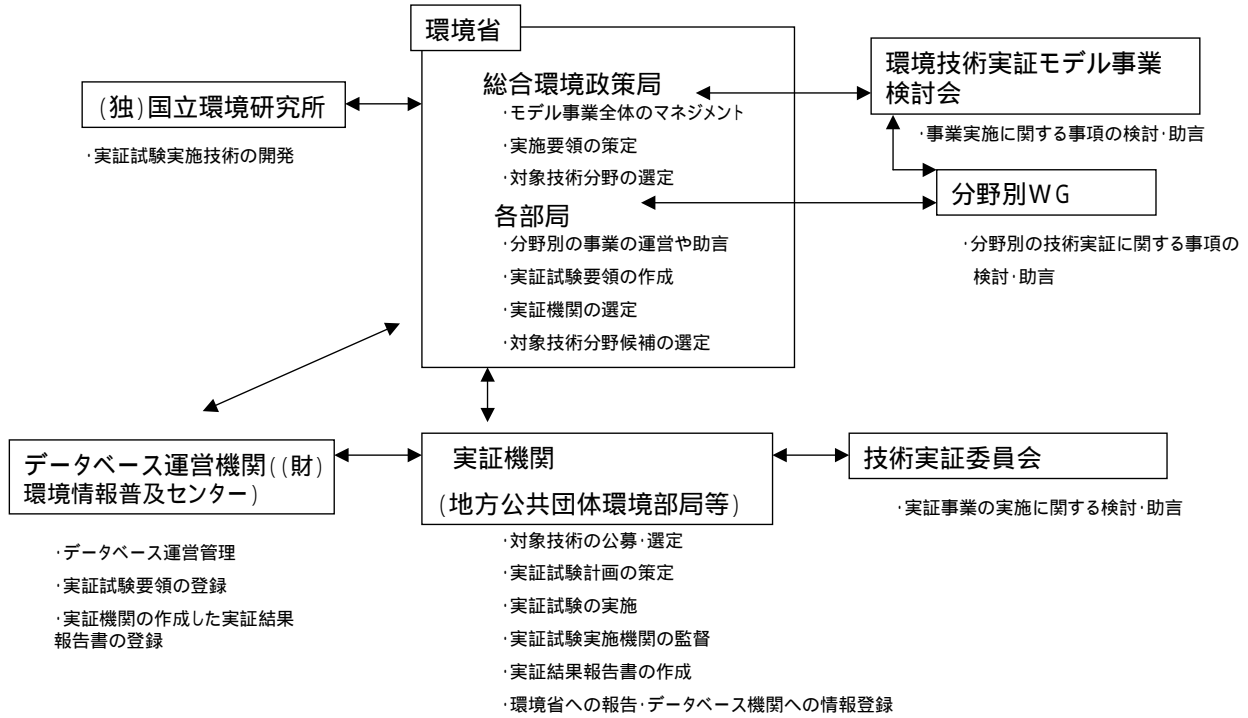 環境省
総合環境政策局
･モデル事業全体のマネジメント
･実施要領の策定
･対象技術分野の選定
各部局
･分野別の事業の運営や助言
･実証試験要領の作成
･実証機関の選定
･対象技術分野候補の選定
(独)国立環境研究所
･実証試験実施技術の開発
環境技術実証モデル事業
検討会
･事業実施に関する事項の検討･助言
分野別WG
･分野別の技術実証に関する事項の
検討･助言
データベース運営機関((財)
環境情報普及センター)
･データベース運営管理
･実証試験要領の登録
･実証機関の作成した実証結果
報告書の登録
実証機関
(地方公共団体環境部局等)
･対象技術の公募･選定
･実証試験計画の策定
･実証試験の実施
･実証試験実施機関の監督
･実証結果報告書の作成
･環境省への報告･データベース機関への情報登録
技術実証委員会
･実証事業の実施に関する検討･助言